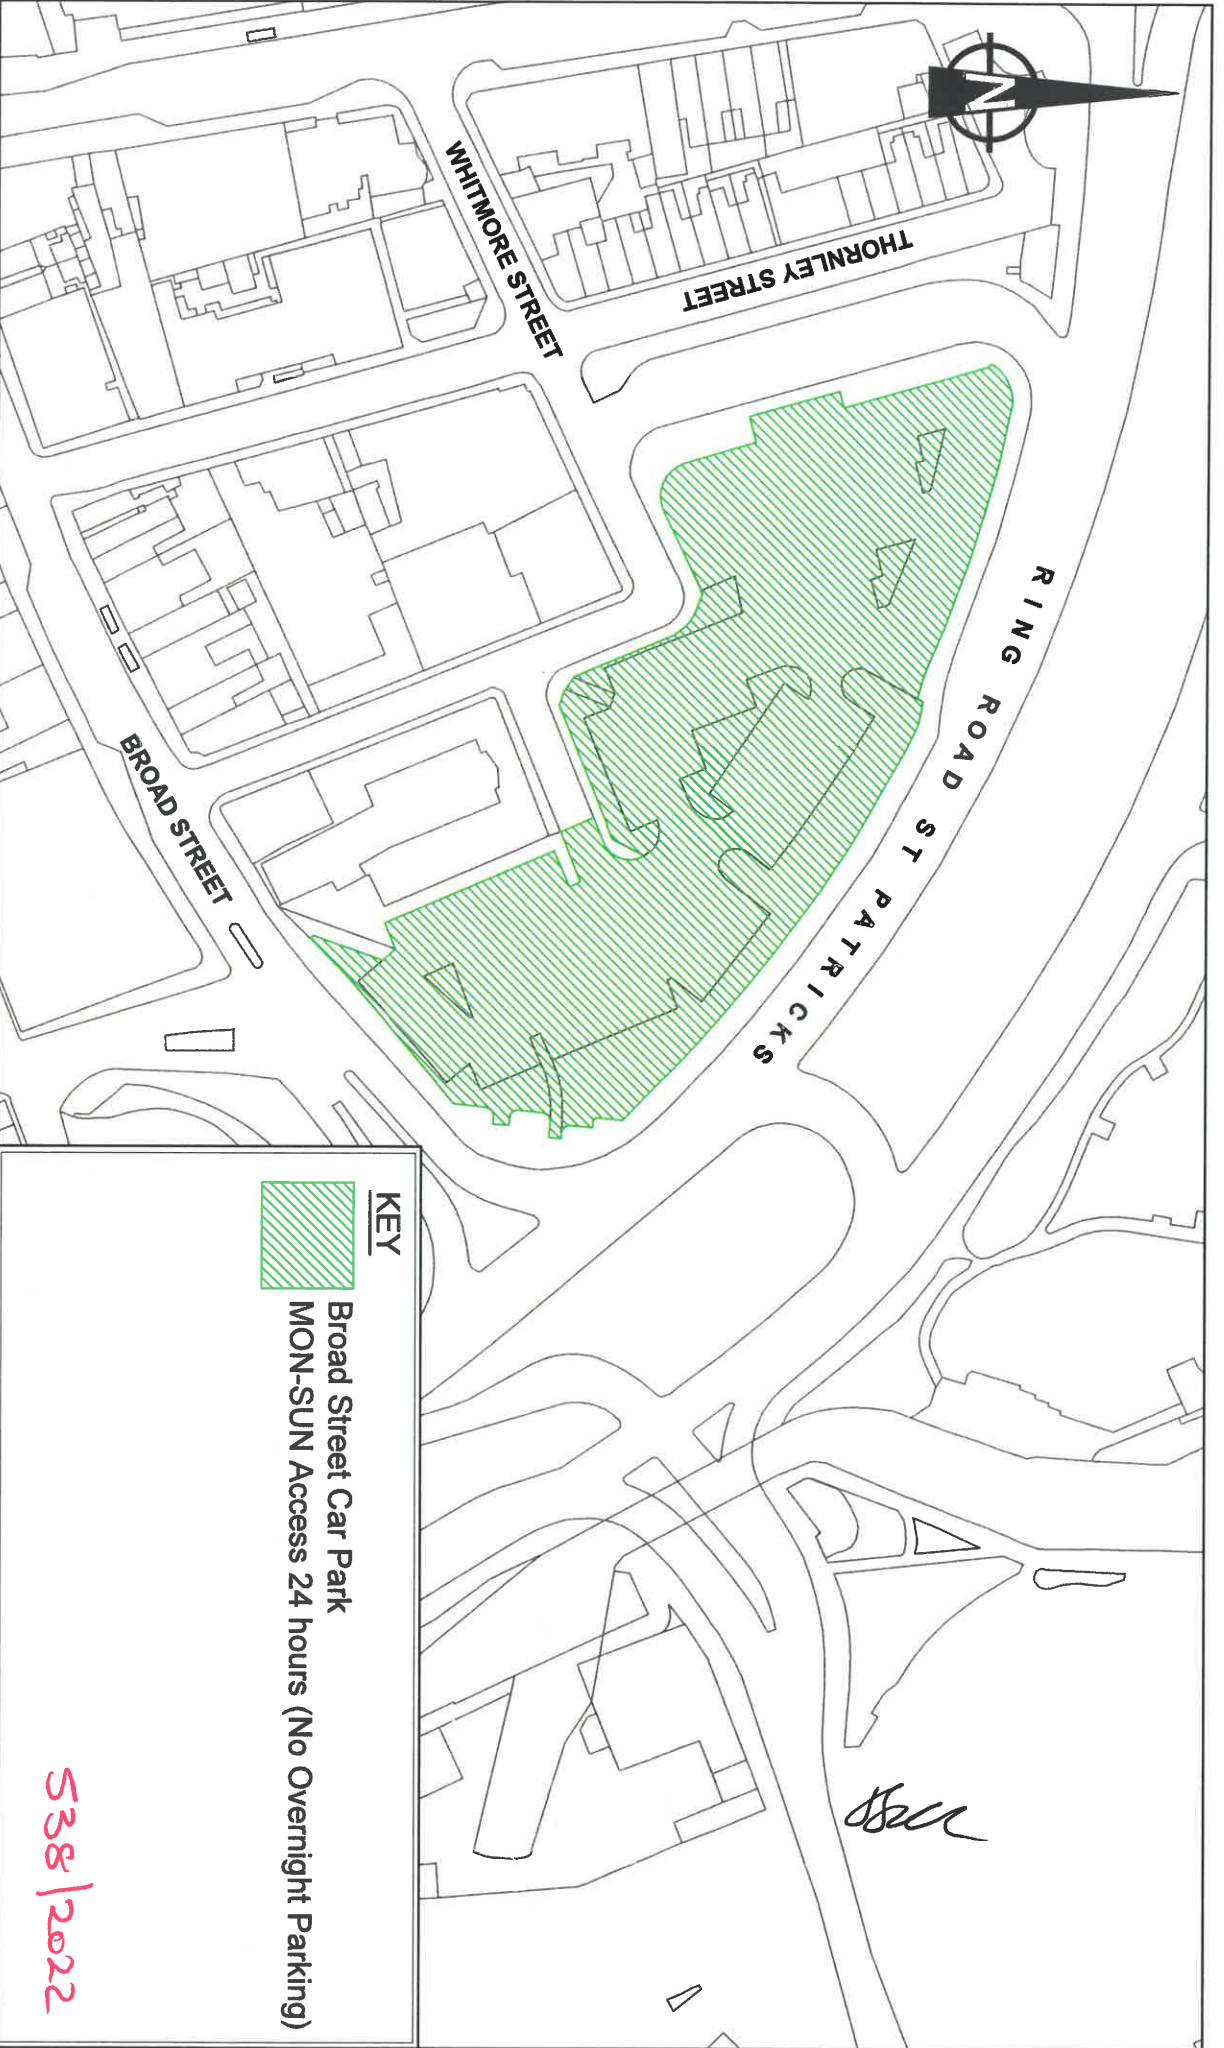 N
WHITMORE STREET
THORNLEY STREET
RING ROAD ST PATRICKS
BROAD STREET
KEY
Broad Street Car Park
MON-SUN Access 24 hours (No Overnight Parking)
538/2022